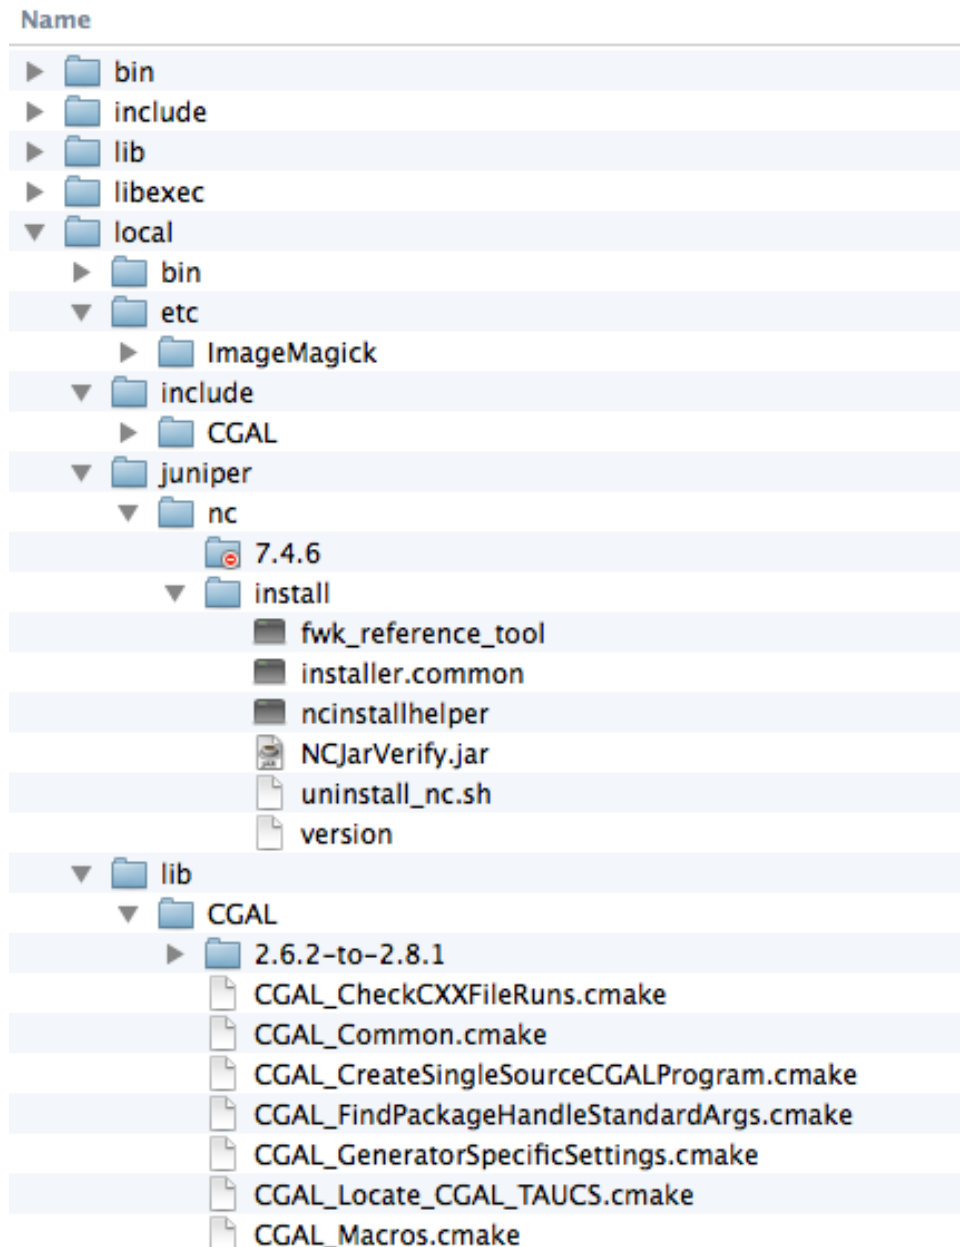 Name
bin
include
lib
libexec
local
bin
etc
ImageMagick
include
CGAL
juniper
nc
7.4.6
install
fwk_reference_tool
installer.common
ncinstallhelper
NCJarVerify.jar
uninstall_nc.sh
version
lib
CGAL
2.6.2-to-2.8.1
CGAL_CheckCXXFileRuns.cmake
CGAL_Common.cmake
CGAL_CreateSingleSourceCGALProgram.cmake
CGAL_FindPackageHandleStandardArgs.cmake
CGAL_GeneratorSpecificSettings.cmake
CGAL_Locate_CGAL_TAUCS.cmake
CGAL_Macros.cmake